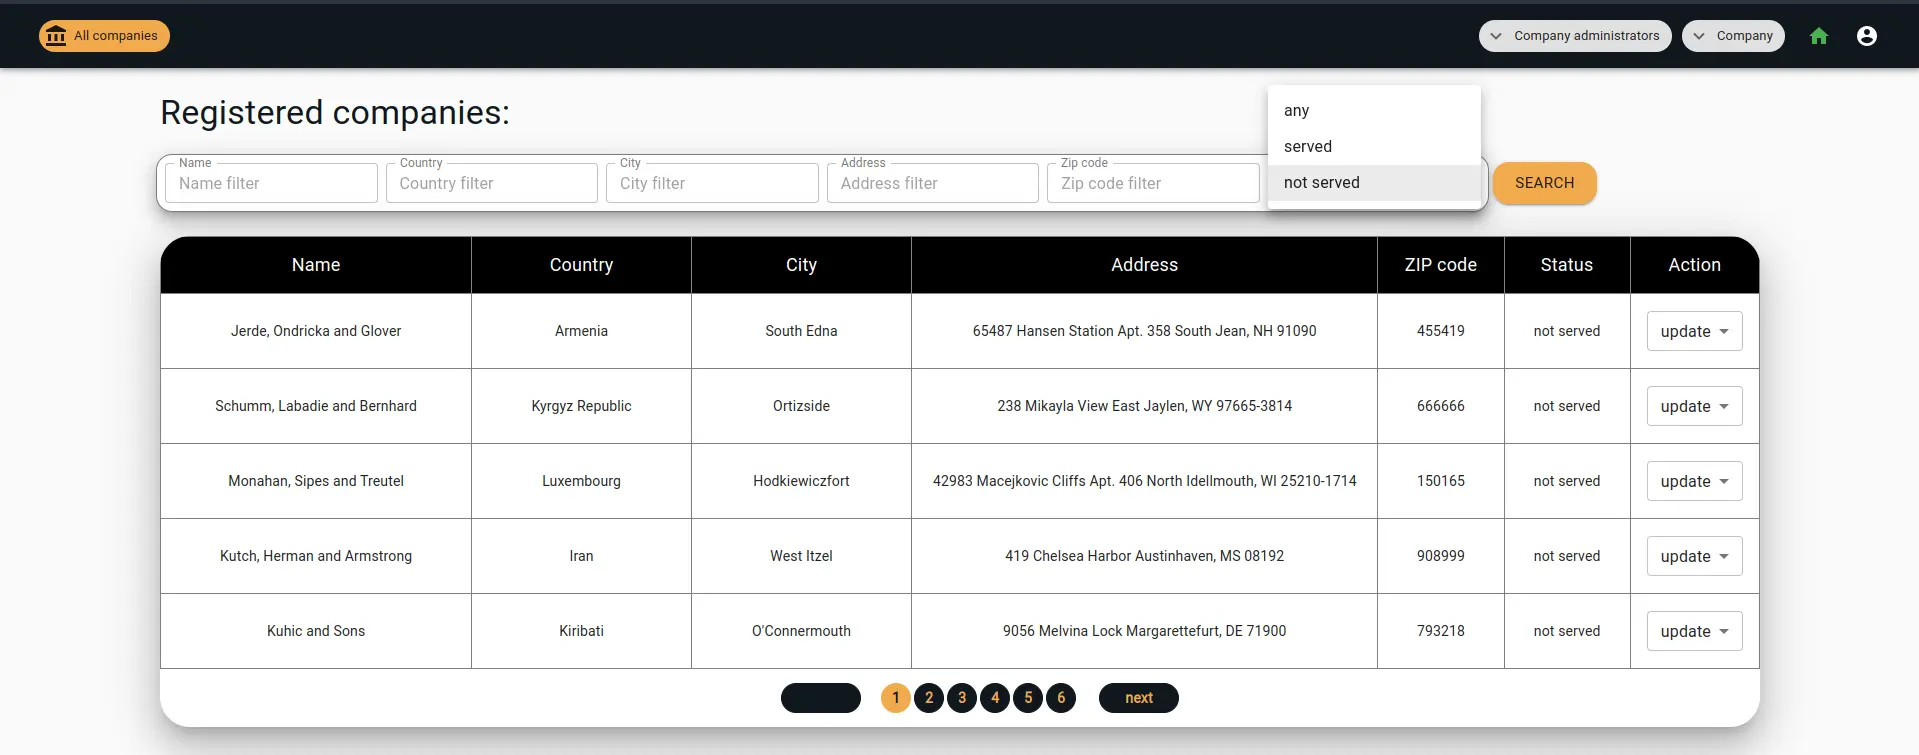 All companies
Company administrators
Company
Registered companies:
any
served
not served
Name
Name filter
Country
Country filter
City
City filter
Address
Address filter
Zip code
Zip code filter
SEARCH
Name Country City Address ZIP code Status Action
Jerde, Ondricka and Glover Armenia South Edna 65487 Hansen Station Apt. 358 South Jean, NH 91090 455419 not served update
Schumm, Labadie and Bernhard Kyrgyz Republic Ortizside 238 Mikayla View East Jaylen, WY 97665-3814 666666 not served update
Monahan, Sipes and Treutel Luxembourg Hodkiewiczfort 42983 Macejkovic Cliffs Apt. 406 North Idellmouth, WI 25210-1714 150165 not served update
Kutch, Herman and Armstrong Iran West Itzel 419 Chelsea Harbor Austinhaven, MS 08192 908999 not served update
Kuhic and Sons Kiribati O'Connermouth 9056 Melvina Lock Margarettefurt, DE 71900 793218 not served update
1 2 3 4 5 6 next